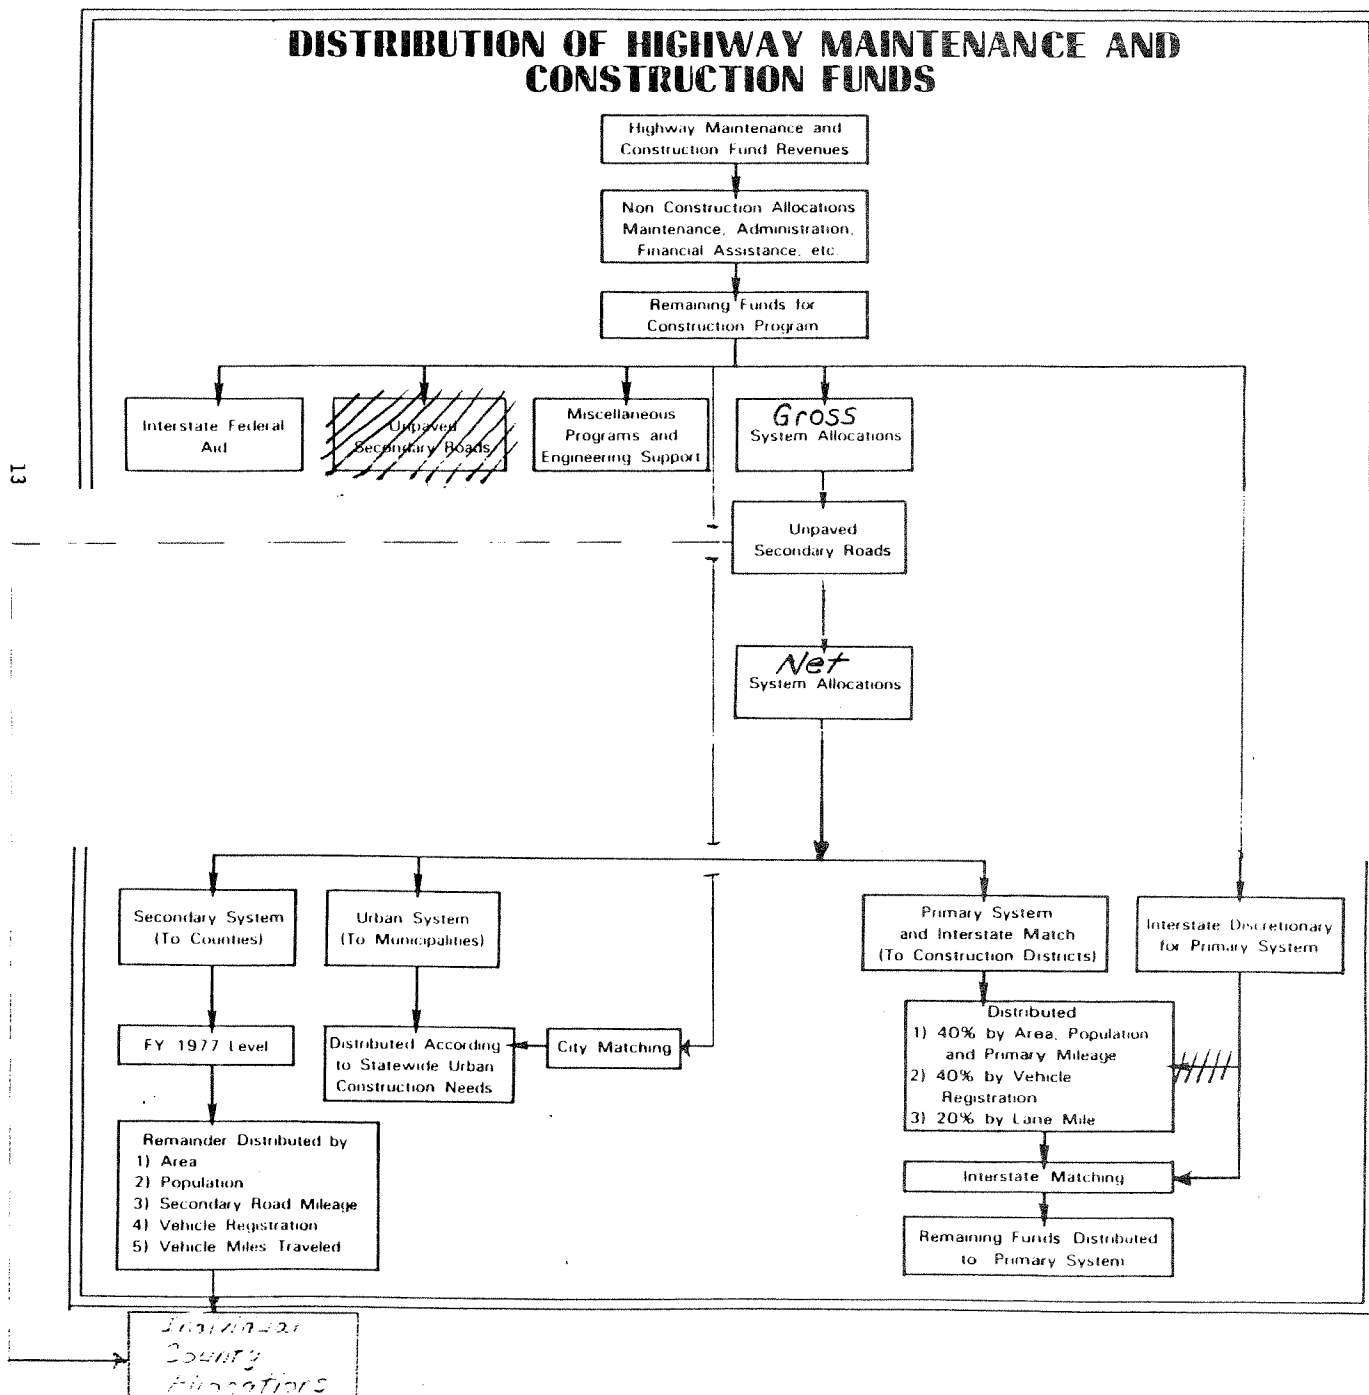 DISTRIBUTION OF HIGHWAY MAINTENANCE AND
CONSTRUCTION FUNDS
Highway Maintenance and
Construction Fund Revenues
Non Construction Allocations
Maintenance, Administration,
Financial Assistance, etc.
Remaining Funds for
Construction Program
Interstate Federal
Aid
Unpaved
Secondary Roads
Miscellaneous
Programs and
Engineering Support
Gross
System Allocations
13
Unpaved
Secondary Roads
Net
System Allocations
Secondary System
(To Counties)
Urban System
(To Municipalities)
Primary System
and Interstate Match
(To Construction Districts)
Interstate Discretionary
for Primary System
FY 1977 Level
Distributed According
to Statewide Urban
Construction Needs
City Matching
Distributed
1) 40% by Area, Population
and Primary Mileage
2) 40% by Vehicle
Registration
3) 20% by Lane Mile
Remainder Distributed by
1) Area
2) Population
3) Secondary Road Mileage
4) Vehicle Registration
5) Vehicle Miles Traveled
Interstate Matching
Remaining Funds Distributed
to Primary System
Individual
County
Allocations